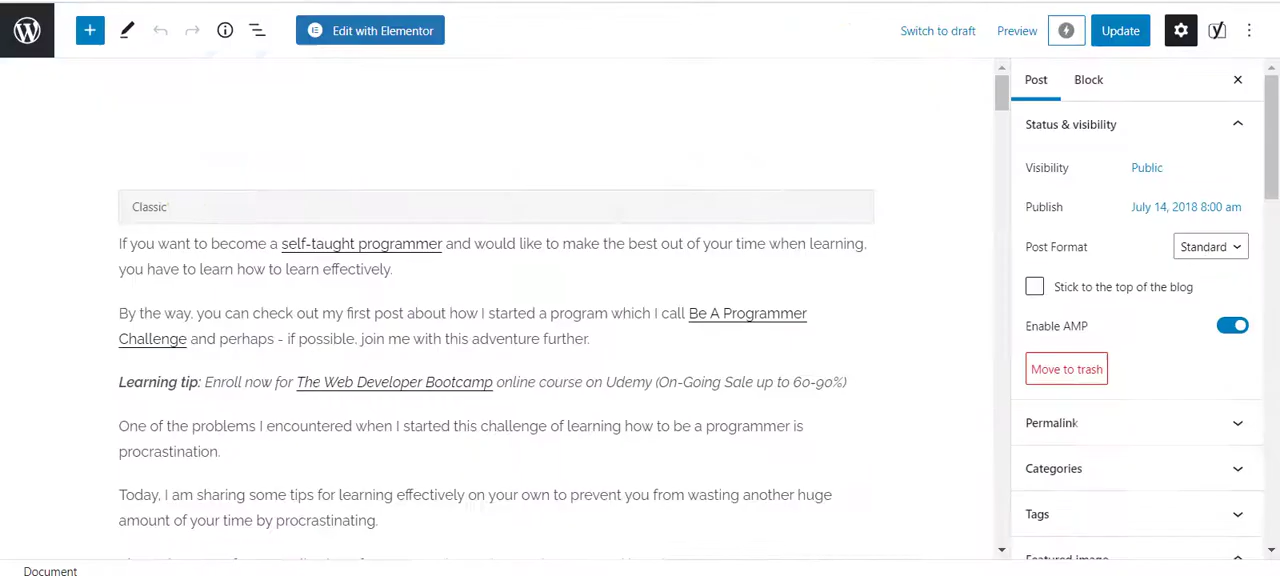 Edit with Elementor
Switch to draft
Preview
Update
Post
Block
Status & visibility
Visibility
Public
Publish
July 14, 2018 8:00 am
Post Format
Standard
Stick to the top of the blog
Enable AMP
Move to trash
Permalink
Categories
Tags
Featured image
Classic
If you want to become a self-taught programmer and would like to make the best out of your time when learning,
you have to learn how to learn effectively.
By the way, you can check out my first post about how I started a program which I call Be A Programmer
Challenge and perhaps - if possible, join me with this adventure further.
Learning tip: Enroll now for The Web Developer Bootcamp online course on Udemy (On-Going Sale up to 60-90%)
One of the problems I encountered when I started this challenge of learning how to be a programmer is
procrastination.
Today, I am sharing some tips for learning effectively on your own to prevent you from wasting another huge
amount of your time by procrastinating.
Document